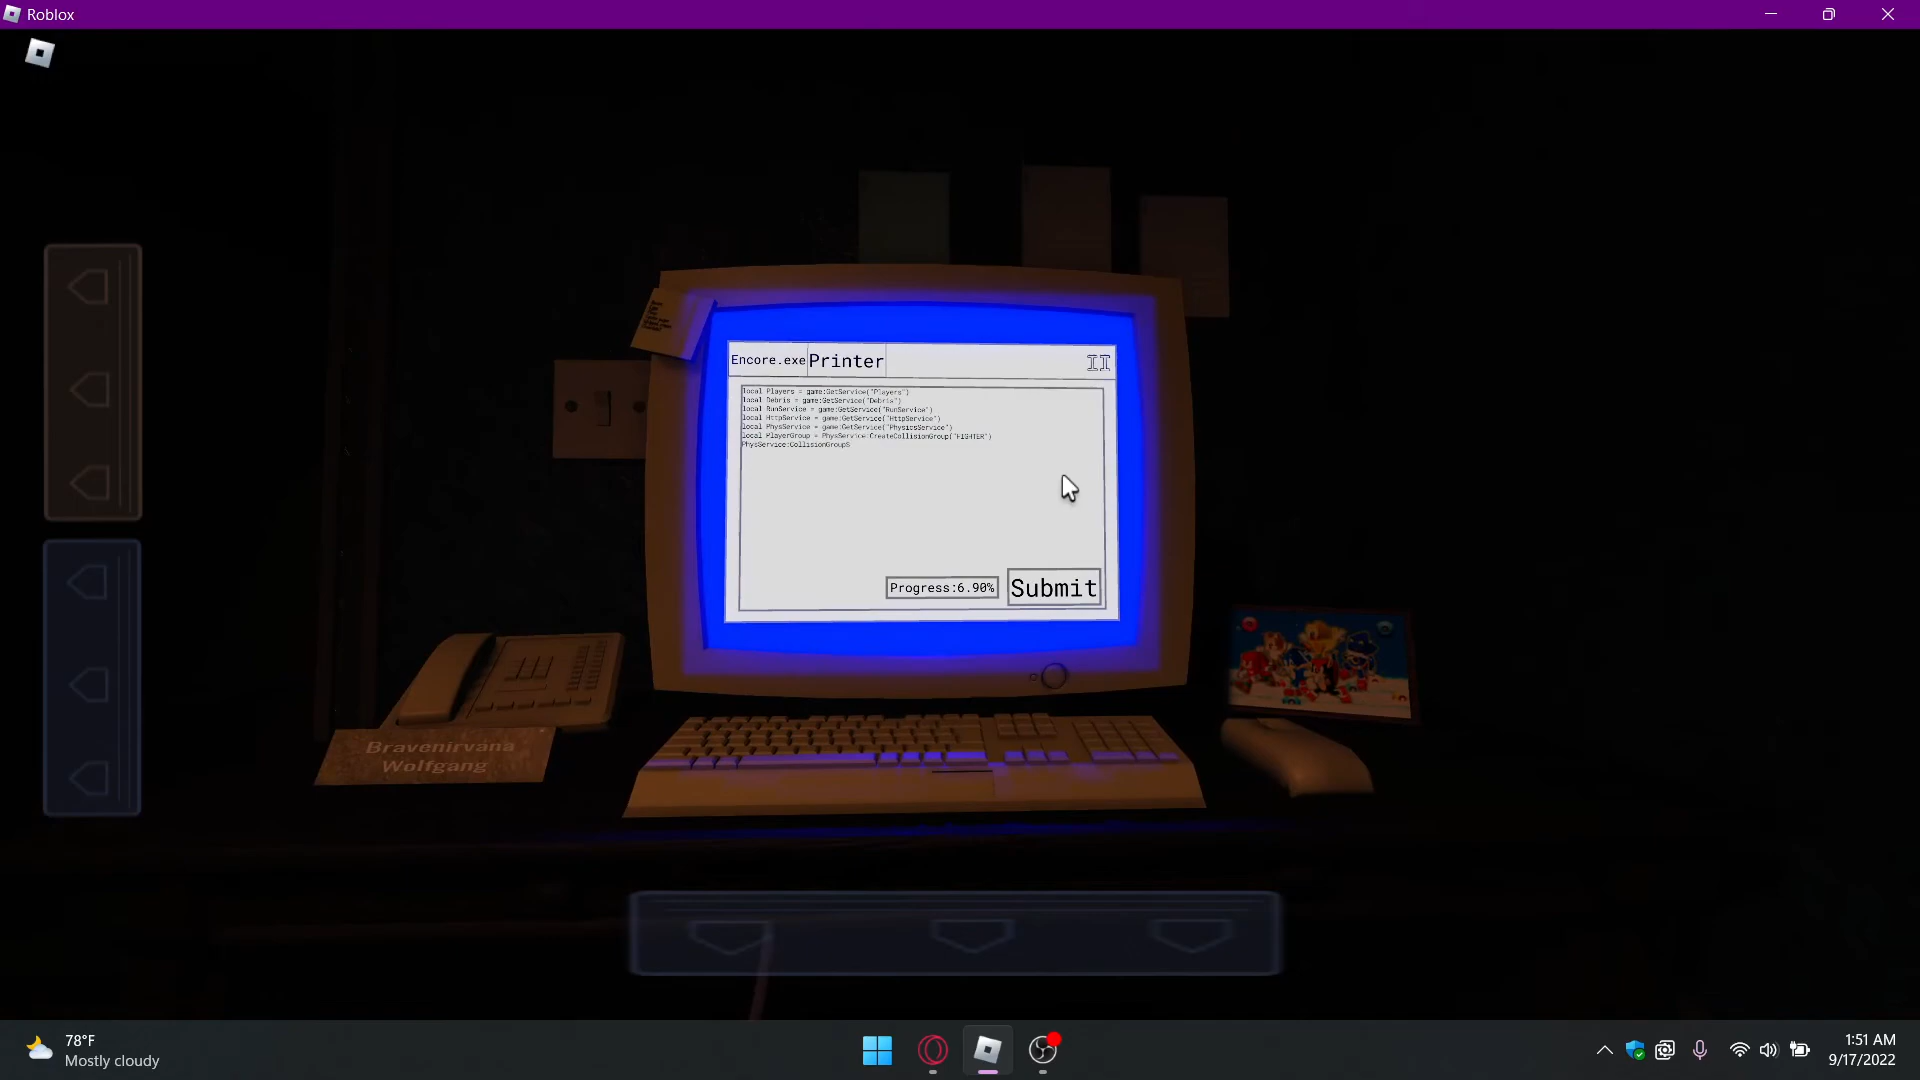 Roblox
Encore.exe Printer II
local Players = game:GetService("Players")
local Debris = game:GetService("Debris")
local RunService = game:GetService("RunService")
local HttpService = game:GetService("HttpService")
local PhysService = game:GetService("PhysicsService")
local PlayerGroup = PhysService:CreateCollisionGroup("FIGHTER")
PhysService:CollisionGroupS
Progress:6.90%
Submit
Bravenirvana
Wolfgang
78°F
Mostly cloudy
1:51 AM
9/17/2022